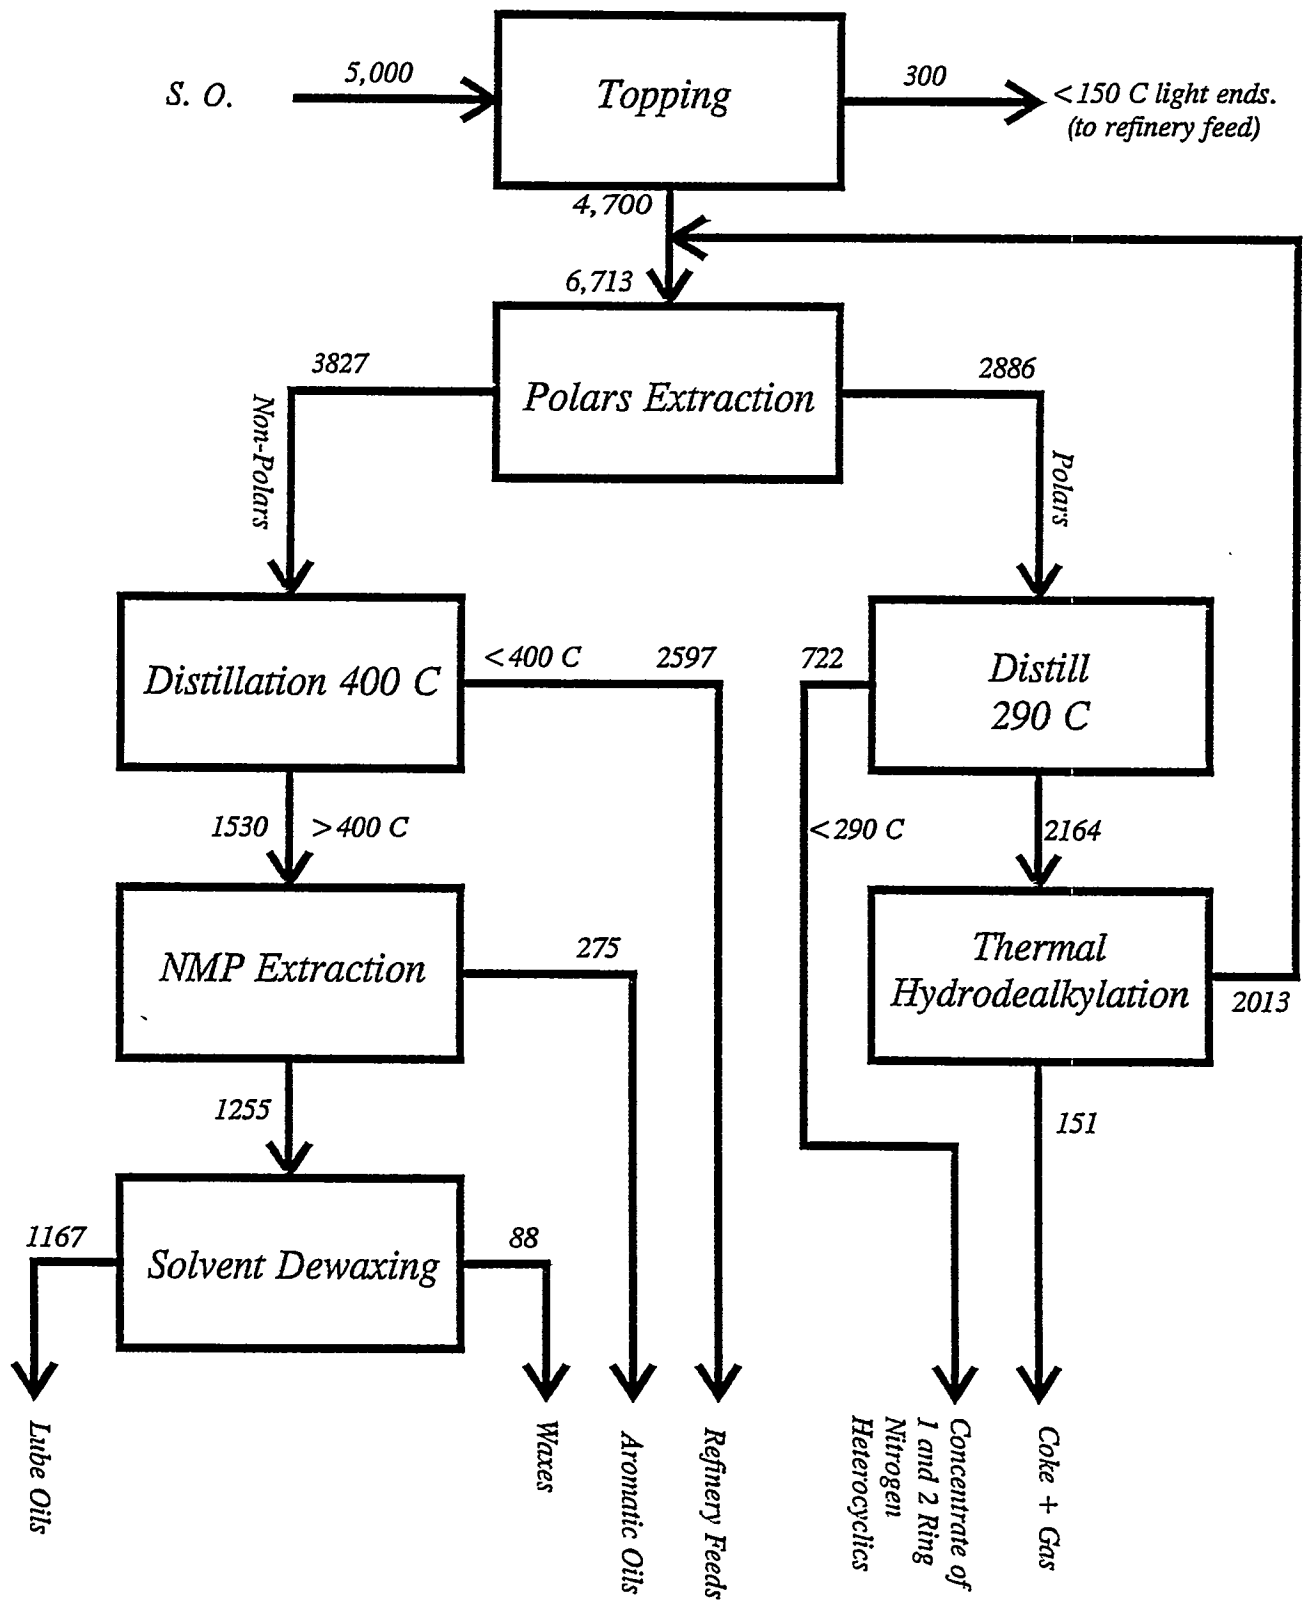 S. O.
5,000
Topping
300
<150 C light ends.
(to refinery feed)
4,700
6,713
3827
Polars Extraction
2886
Non-Polars
Polars
Distillation 400 C
<400 C
2597
722
Distill
290 C
1530
>400 C
<290 C
2164
NMP Extraction
275
Thermal
Hydrodealkylation
2013
1255
151
1167
Solvent Dewaxing
88
Lube Oils
Waxes
Aromatic Oils
Refinery Feeds
Concentrate of
1 and 2 Ring
Nitrogen
Heterocyclics
Coke + Gas